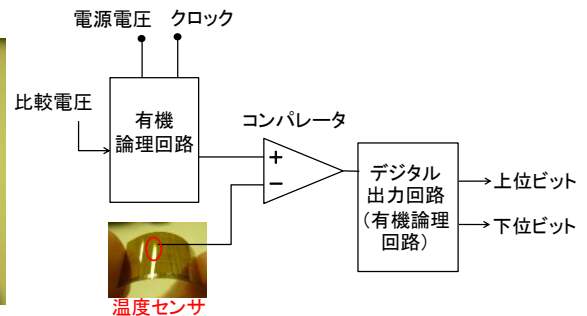 電源電圧 クロック
比較電圧
有機
論理回路
コンパレータ
+
−
デジタル
出力回路
(有機論理
回路)
上位ビット
下位ビット
温度センサ